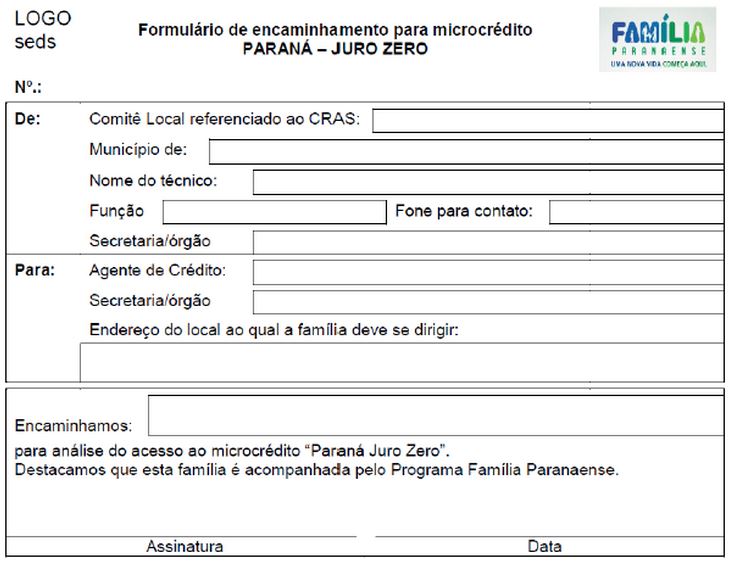 LOGO
seds
Formulário de encaminhamento para microcrédito
PARANÁ – JURO ZERO
FAMÍLIA
PARANAENSE
UMA NOVA VIDA COMEÇA AQUI.
Nº.:
De: Comitê Local referenciado ao CRAS:
Município de:
Nome do técnico:
Função Fone para contato:
Secretaria/órgão
Para: Agente de Crédito:
Secretaria/órgão
Endereço do local ao qual a família deve se dirigir:
Encaminhamos:
para análise do acesso ao microcrédito “Paraná Juro Zero”.
Destacamos que esta família é acompanhada pelo Programa Família Paranaense.
Assinatura Data